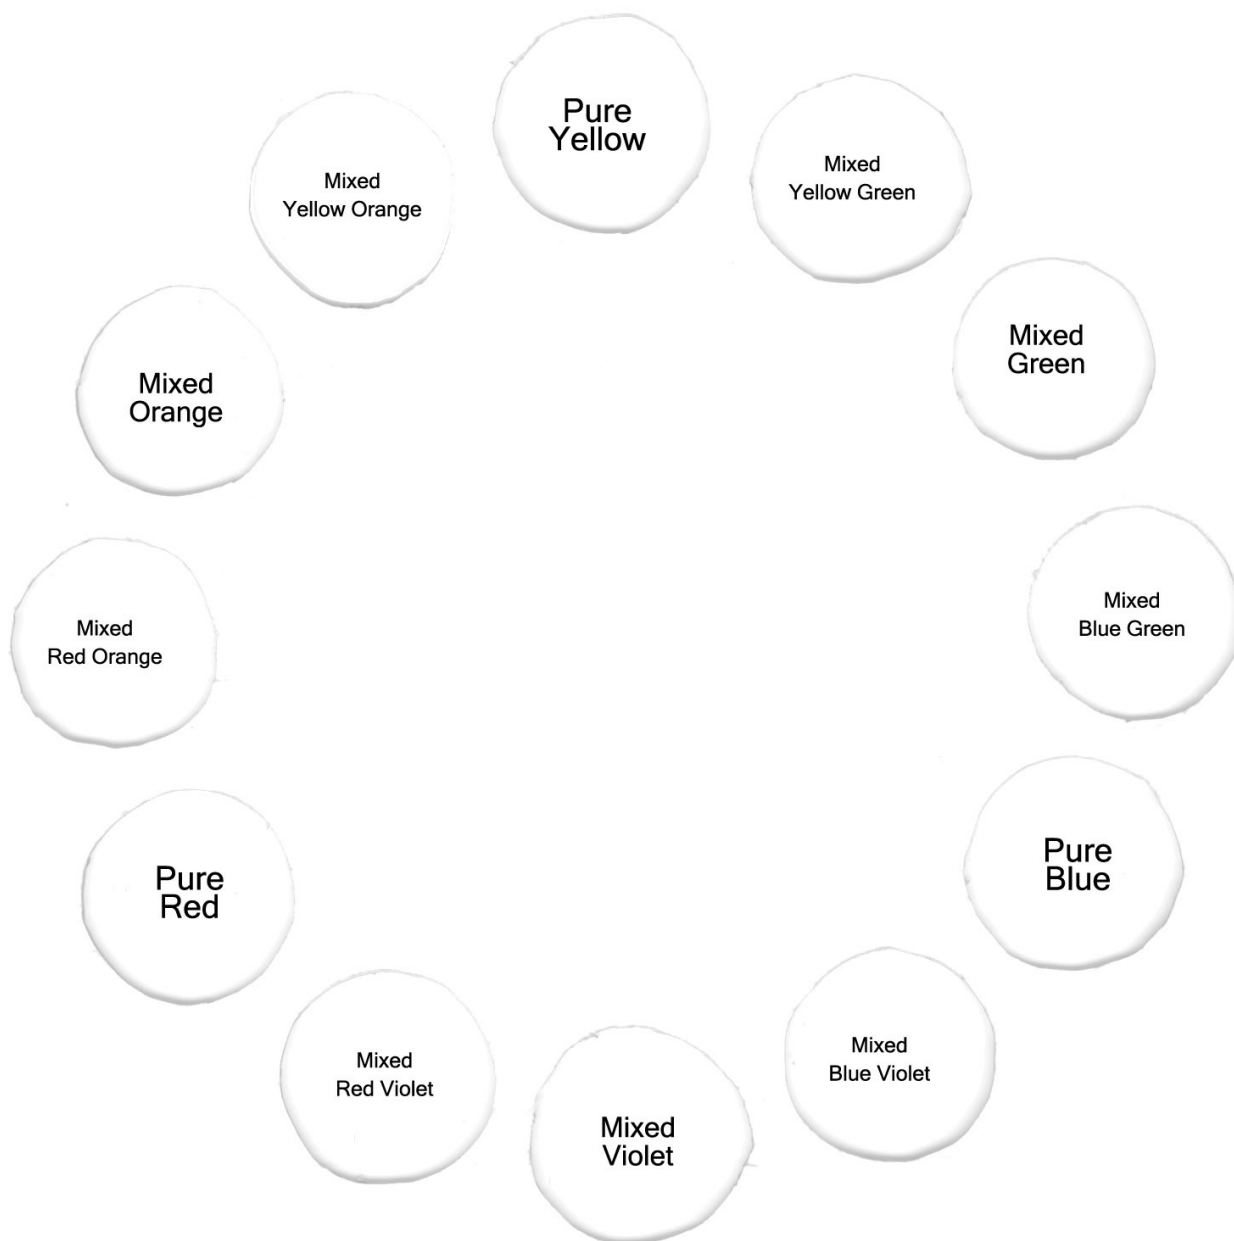 Pure
Yellow
Mixed
Yellow Green
Mixed
Green
Mixed
Blue Green
Pure
Blue
Mixed
Blue Violet
Mixed
Violet
Mixed
Red Violet
Pure
Red
Mixed
Red Orange
Mixed
Orange
Mixed
Yellow Orange